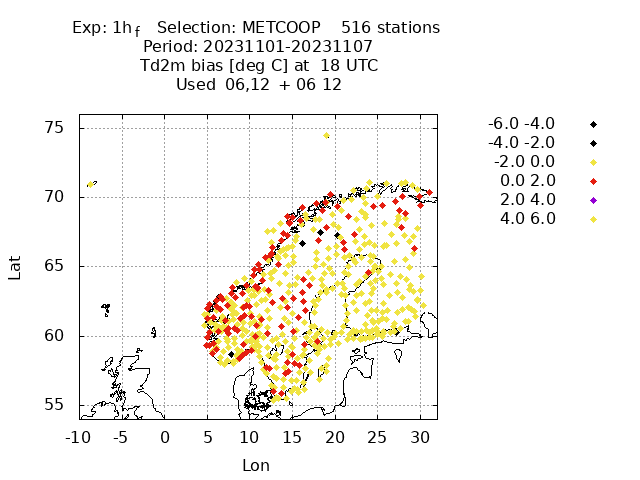 Exp: 1h f Selection: METCOOP 516 stations
Period: 20231101-20231107
Td2m bias [deg C] at 18 UTC
Used 06,12 + 06 12
-6.0 -4.0
-4.0 -2.0
-2.0 0.0
0.0 2.0
2.0 4.0
4.0 6.0
Lat
75
70
65
60
55
-10 -5 0 5 10 15 20 25 30
Lon